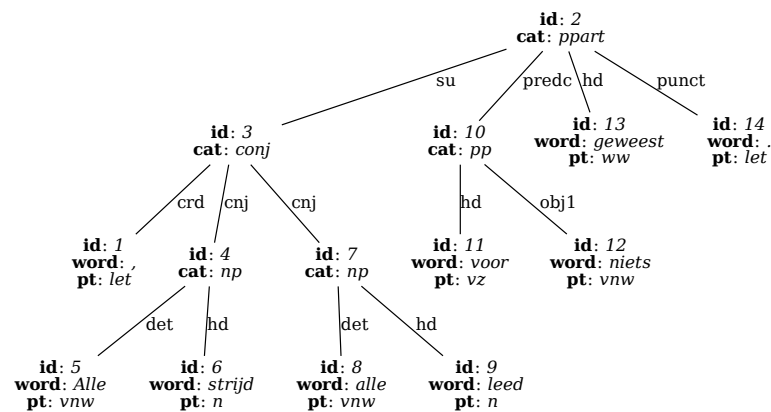 id: 2
cat: ppart
su
predc
hd
punct
id: 3
cat: conj
id: 10
cat: pp
id: 13
word: geweest
pt: ww
id: 14
word: .
pt: let
crd
cnj
cnj
hd
obj1
id: 1
word: ,
pt: let
id: 4
cat: np
id: 7
cat: np
id: 11
word: voor
pt: vz
id: 12
word: niets
pt: vnw
det
hd
det
hd
id: 5
word: Alle
pt: vnw
id: 6
word: strijd
pt: n
id: 8
word: alle
pt: vnw
id: 9
word: leed
pt: n